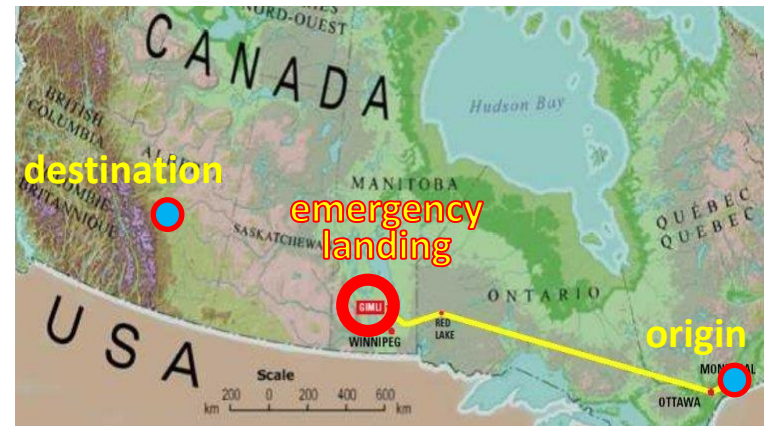 NORD-OUEST
CANADA
Hudson Bay
BRITISH
COLUMBIA
destination
MANITOBA
BRITANNIQUE
emergency
landing
QUÉBEC
QUEBEC
SASKATCHEWA
ONTARIO
GIMLI
RED
LAKE
WINNIPEG
USA
origin
OTTAWA
Scale
200 0 200 400 600
km km